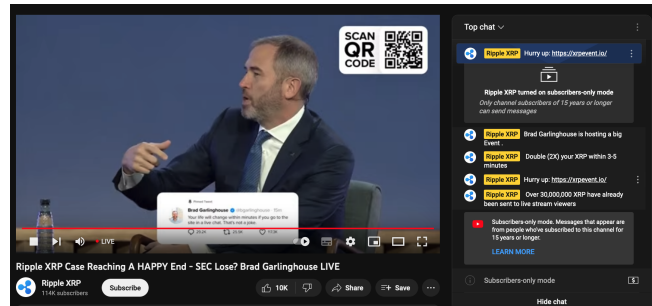 SCAN
QR
CODE
Top chat
Ripple XRP Hurry up: https://xrpevent.io/
Ripple XRP turned on subscribers-only mode
Only channel subscribers of 15 years or longer
can send messages
Ripple XRP Brad Garlinghouse is hosting a big
Event .
Ripple XRP Double (2X) your XRP within 3-5
minutes
Ripple XRP Hurry up: https://xrpevent.io/
Ripple XRP Over 30,000,000 XRP have already
been sent to live stream viewers
Subscribers-only mode. Messages that appear are
from people who've subscribed to this channel for
15 years or longer.
LEARN MORE
Subscribers-only mode
Hide chat
Pinned Tweet
Brad Garlinghouse @bgarlinghouse
Your life will change within minutes if you go to the
site in a live chat. That's not a joke.
LIVE
Ripple XRP Case Reaching A HAPPY End - SEC Lose? Brad Garlinghouse LIVE
Ripple XRP
114K subscribers
Subscribe
10K
Share
Save